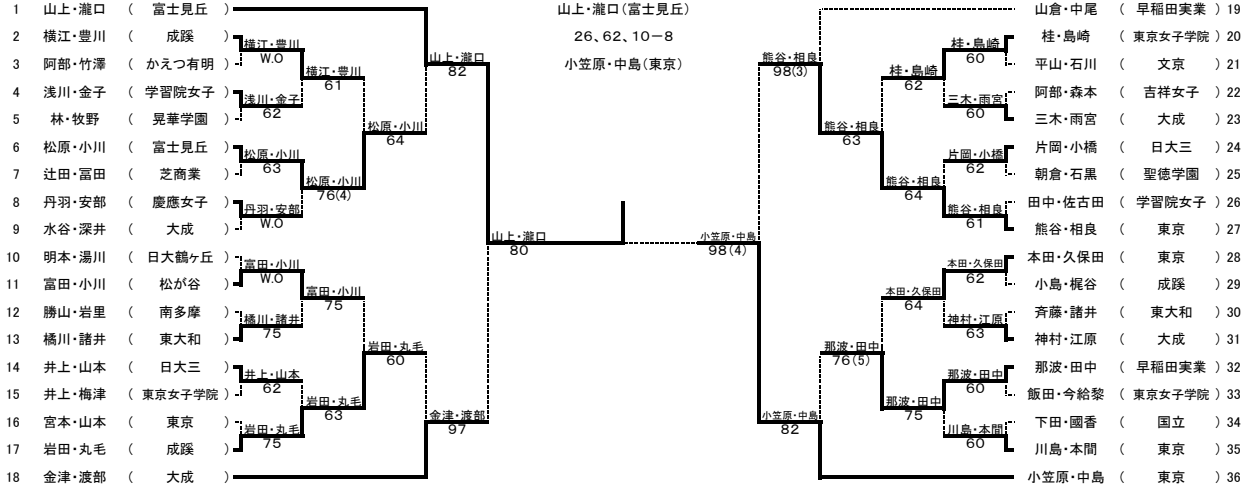 1 山上・瀧口 ( 富士見丘 )
2 横江・豊川 ( 成蹊 )
3 阿部・竹澤 ( かえつ有明 )
4 浅川・金子 ( 学習院女子 )
5 林・牧野 ( 晃華学園 )
6 松原・小川 ( 富士見丘 )
7 辻田・冨田 ( 芝商業 )
8 丹羽・安部 ( 慶應女子 )
9 水谷・深井 ( 大成 )
10 明本・湯川 ( 日大鶴ヶ丘 )
11 富田・小川 ( 松が谷 )
12 勝山・岩里 ( 南多摩 )
13 橘川・諸井 ( 東大和 )
14 井上・山本 ( 日大三 )
15 井上・梅津 ( 東京女子学院 )
16 宮本・山本 ( 東京 )
17 岩田・丸毛 ( 成蹊 )
18 金津・渡部 ( 大成 )
横江・豊川
W.O
浅川・金子
62
松原・小川
63
丹羽・安部
W.O
富田・小川
W.O
橘川・諸井
75
井上・山本
62
岩田・丸毛
75
横江・豊川
61
松原・小川
76(4)
富田・小川
75
岩田・丸毛
63
松原・小川
64
岩田・丸毛
60
山上・瀧口
82
金津・渡部
97
山上・瀧口
80
山上・瀧口(富士見丘)
26、62、10－8
小笠原・中島(東京)
小笠原・中島
98(4)
熊谷・相良
98(3)
小笠原・中島
82
熊谷・相良
63
那波・田中
76(5)
桂・島崎
62
熊谷・相良
64
本田・久保田
64
那波・田中
75
桂・島崎
60
三木・雨宮
60
片岡・小橋
62
熊谷・相良
61
本田・久保田
62
神村・江原
63
那波・田中
60
川島・本間
60
山倉・中尾 ( 早稲田実業 ) 19
桂・島崎 ( 東京女子学院 ) 20
平山・石川 ( 文京 ) 21
阿部・森本 ( 吉祥女子 ) 22
三木・雨宮 ( 大成 ) 23
片岡・小橋 ( 日大三 ) 24
朝倉・石黒 ( 聖徳学園 ) 25
田中・佐古田 ( 学習院女子 ) 26
熊谷・相良 ( 東京 ) 27
本田・久保田 ( 東京 ) 28
小島・梶谷 ( 成蹊 ) 29
斉藤・諸井 ( 東大和 ) 30
神村・江原 ( 大成 ) 31
那波・田中 ( 早稲田実業 ) 32
飯田・今給黎 ( 東京女子学院 ) 33
下田・國香 ( 国立 ) 34
川島・本間 ( 東京 ) 35
小笠原・中島 ( 東京 ) 36